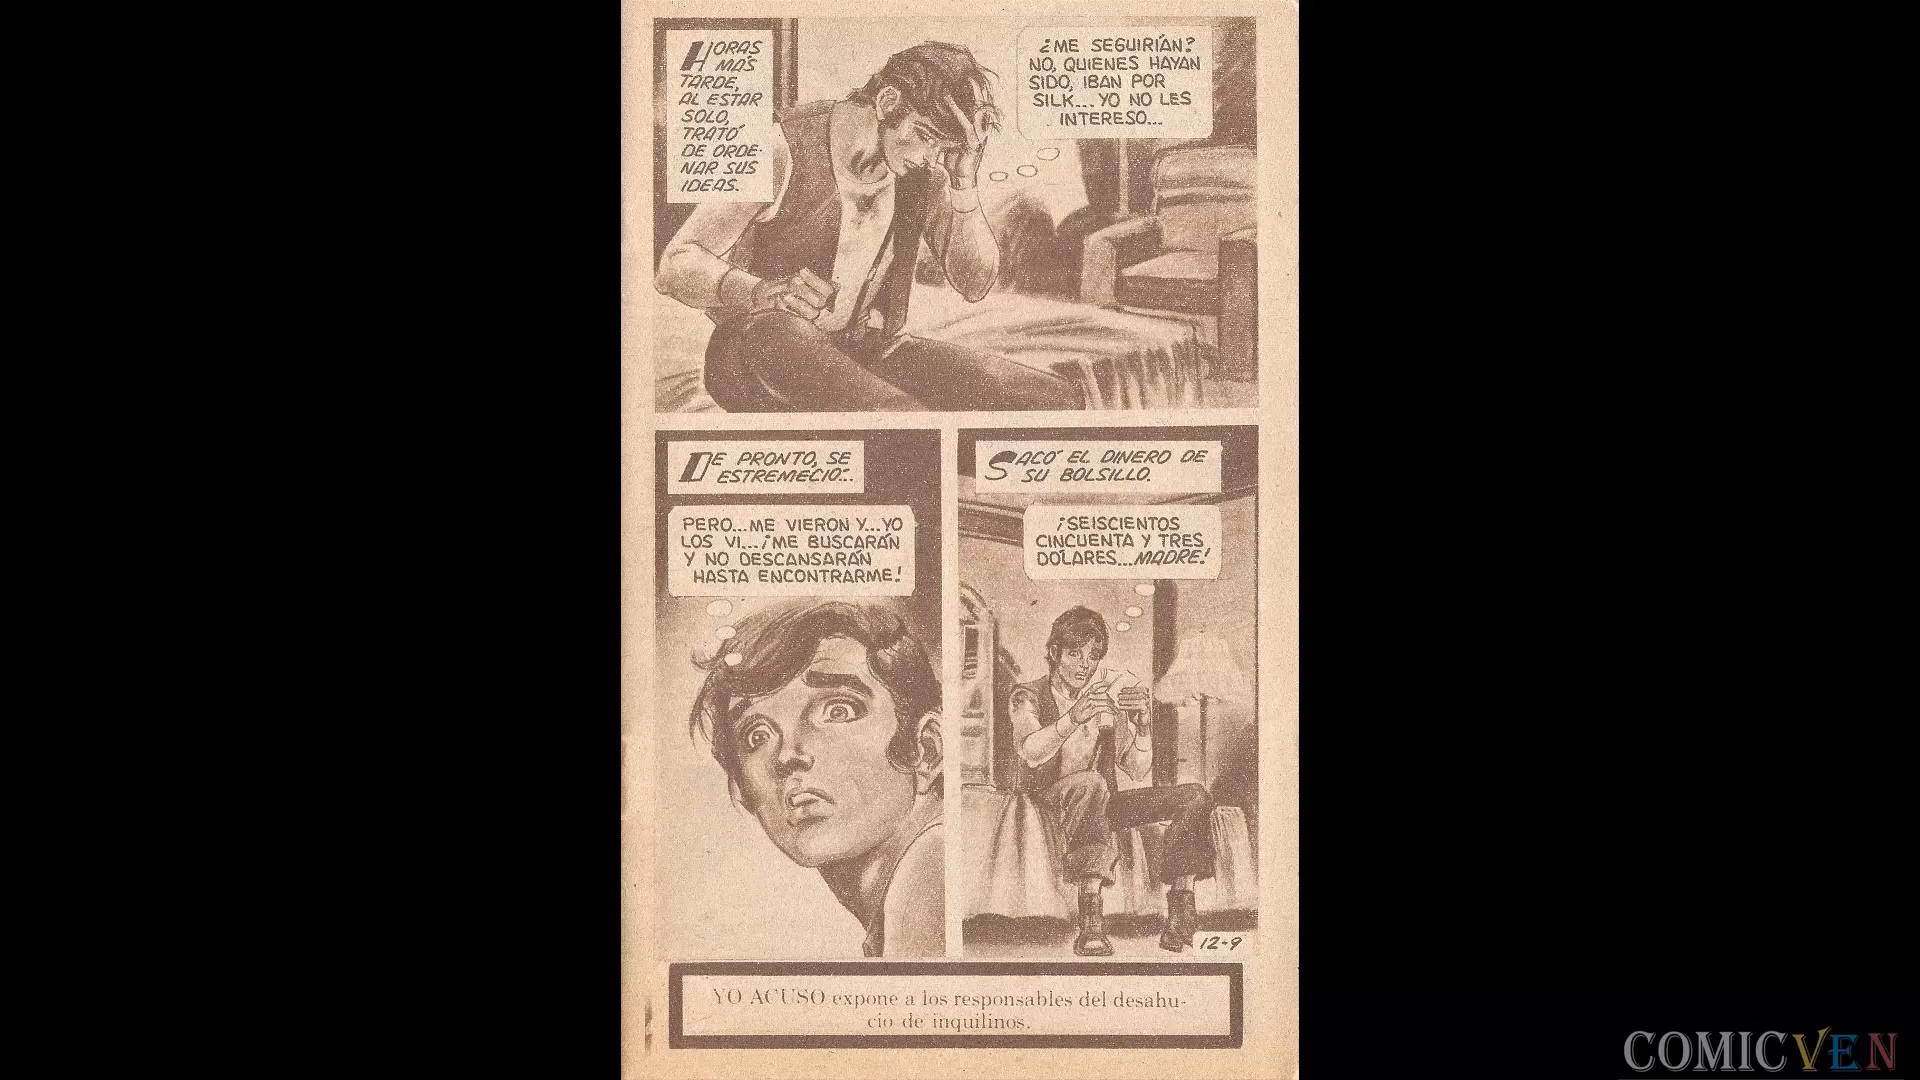 HORAS
MÁS
TARDE,
AL ESTAR
SOLO,
TRATÓ
DE ORDE-
NAR SUS
IDEAS.
¿ME SEGUIRÍAN?
NO, QUIENES HAYAN
SIDO, IBAN POR
SILK... YO NO LES
INTERESO...
DE PRONTO, SE
ESTREMECIÓ...
PERO...ME VIERON Y...YO
LOS VI...¡ME BUSCARÁN
Y NO DESCANSARÁN
HASTA ENCONTRARME!
SACÓ EL DINERO DE
SU BOLSILLO.
¡SEISCIENTOS
CINCUENTA Y TRES
DÓLARES...MADRE!
12-9
YO ACUSO expone a los responsables del desahu-
cio de inquilinos.
COMICVEN